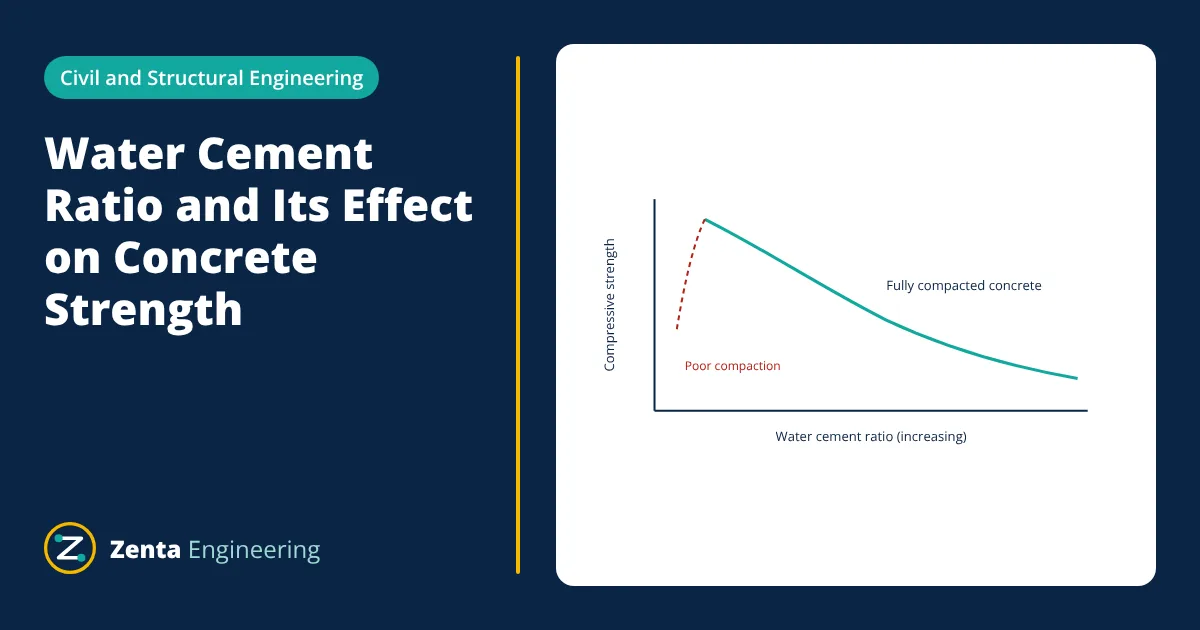 Civil and Structural Engineering
Water Cement
Ratio and Its Effect
on Concrete
Strength
Zenta Engineering
Compressive strength
Fully compacted concrete
Poor compaction
Water cement ratio (increasing)